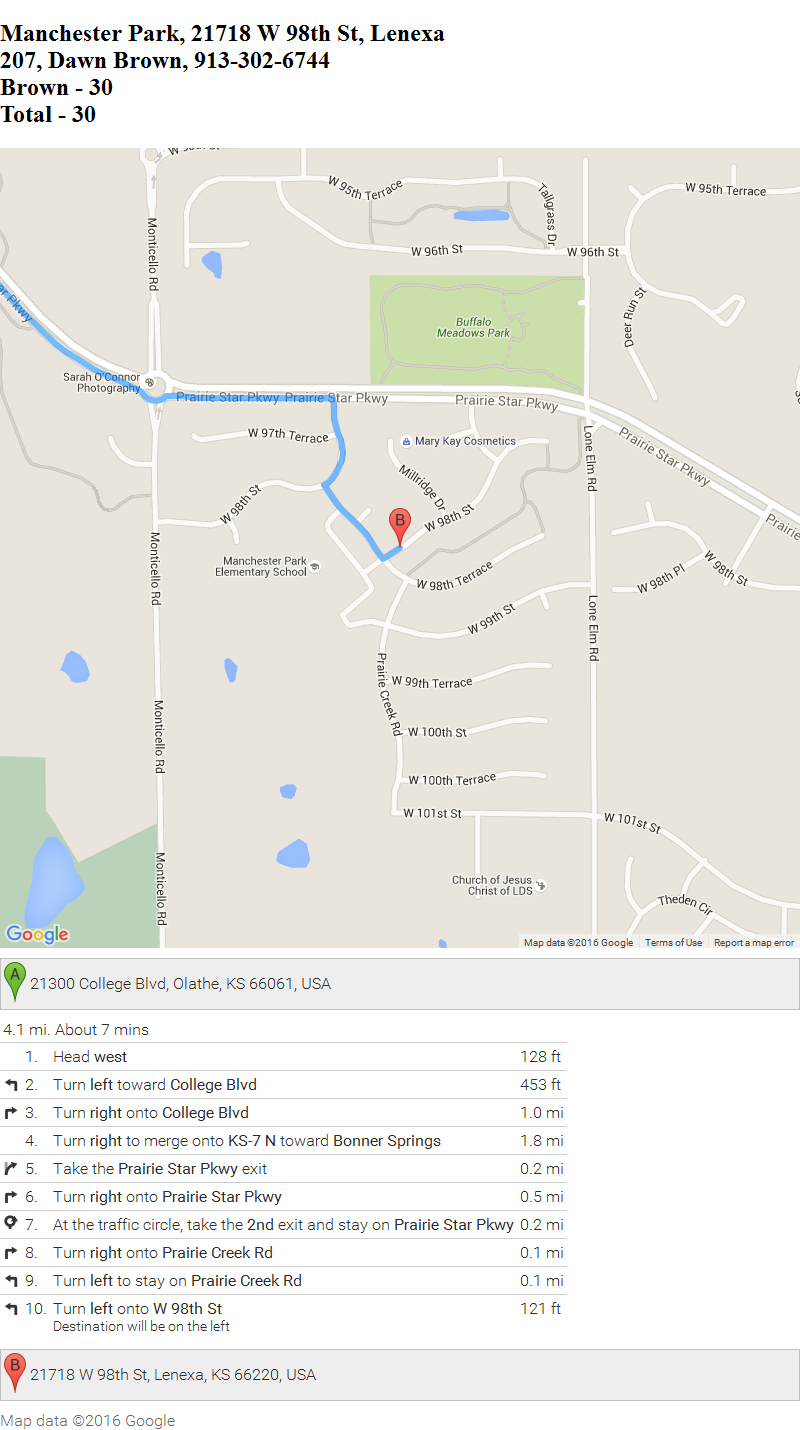 Manchester Park, 21718 W 98th St, Lenexa
207, Dawn Brown, 913-302-6744
Brown - 30
Total - 30
W 95th Terrace
Tallgrass Dr
W 95th Terrace
Monticello Rd
W 96th St
W 96th St
Deer Run St
Buffalo
Meadows Park
Star Pkwy
Sarah O'Connor
Photography
Prairie Star Pkwy
Prairie Star Pkwy
Prairie Star Pkwy
Prairie Star Pkwy
Prairie
W 97th Terrace
Mary Kay Cosmetics
Lone Elm Rd
Millridge Dr
W 98th St
W 98th St
B
Monticello Rd
Manchester Park
Elementary School
W 98th Terrace
W 98th Pl
W 98th St
W 99th St
Lone Elm Rd
Prairie Creek Rd
W 99th Terrace
Monticello Rd
W 100th St
W 100th Terrace
W 101st St
W 101st St
Monticello Rd
Church of Jesus
Christ of LDS
Theden Cir
Google
Map data ©2016 Google Terms of Use Report a map error
A 21300 College Blvd, Olathe, KS 66061, USA
4.1 mi. About 7 mins
1. Head west 128 ft
2. Turn left toward College Blvd 453 ft
3. Turn right onto College Blvd 1.0 mi
4. Turn right to merge onto KS-7 N toward Bonner Springs 1.8 mi
5. Take the Prairie Star Pkwy exit 0.2 mi
6. Turn right onto Prairie Star Pkwy 0.5 mi
7. At the traffic circle, take the 2nd exit and stay on Prairie Star Pkwy 0.2 mi
8. Turn right onto Prairie Creek Rd 0.1 mi
9. Turn left to stay on Prairie Creek Rd 0.1 mi
10. Turn left onto W 98th St 121 ft
Destination will be on the left
B 21718 W 98th St, Lenexa, KS 66220, USA
Map data ©2016 Google